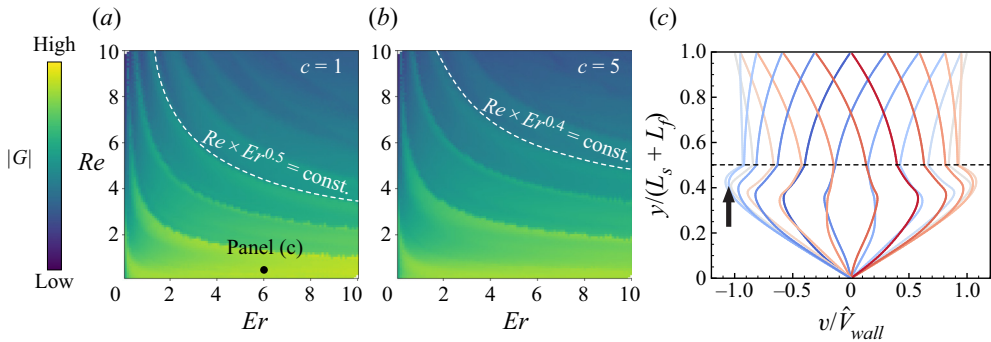 (a)
(b)
(c)
High
Low
|G|
10
8
6
4
2
Re
c = 1
Re × Er^0.5 = const.
Panel (c)
0
2
4
6
8
10
Er
10
8
6
4
2
c = 5
Re × Er^0.4 = const.
0
2
4
6
8
10
Er
1.0
0.8
0.6
0.4
0.2
0
y/(L_s + L_f)
−1.0
−0.5
0
0.5
1.0
v/V̂_wall